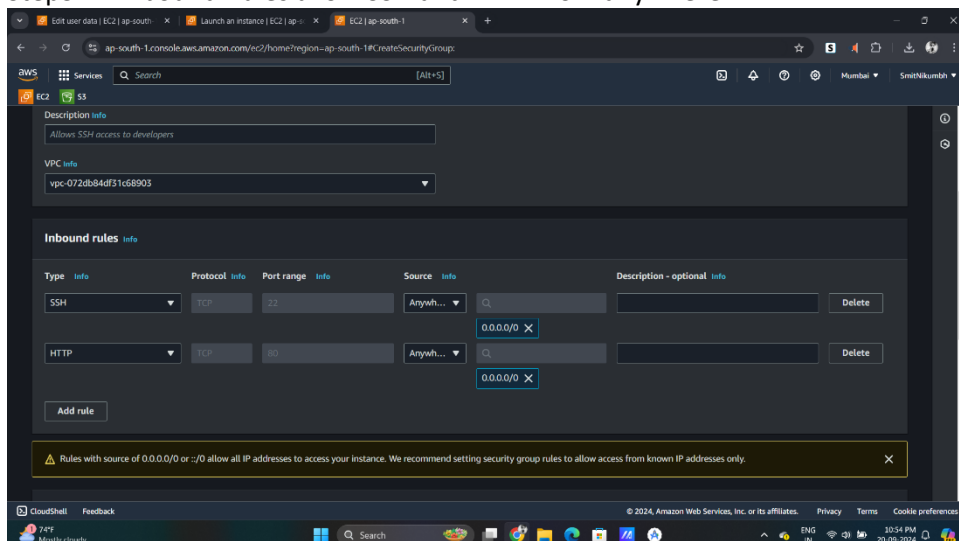 Edit user data | EC2 | ap-south-
Launch an instance | EC2 | ap-so
EC2 | ap-south-1
ap-south-1.console.aws.amazon.com/ec2/home?region=ap-south-1#CreateSecurityGroup:
aws
Services
Search
[Alt+S]
Mumbai
SmitNikumbh
EC2
S3
Description Info
Allows SSH access to developers
VPC Info
vpc-072db84df31c68903
Inbound rules Info
Type Info
Protocol Info
Port range Info
Source Info
Description - optional Info
SSH
TCP
22
Anywh...
Delete
0.0.0.0/0
HTTP
TCP
80
Anywh...
Delete
0.0.0.0/0
Add rule
Rules with source of 0.0.0.0/0 or ::/0 allow all IP addresses to access your instance. We recommend setting security group rules to allow access from known IP addresses only.
CloudShell
Feedback
© 2024, Amazon Web Services, Inc. or its affiliates.
Privacy
Terms
Cookie preferences
74°F
Mostly cloudy
Search
ENG
IN
10:54 PM
20-09-2024